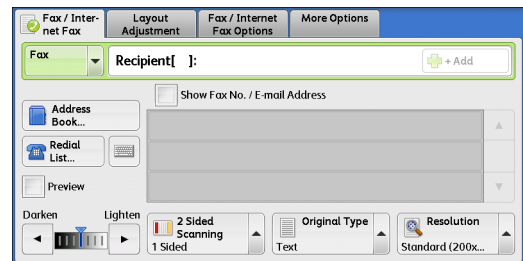 Fax / Inter-
net Fax
Layout
Adjustment
Fax / Internet
Fax Options
More Options
Fax
Recipient[ ]:
+ Add
Show Fax No. / E-mail Address
Address
Book...
Redial
List...
Preview
Darken
Lighten
2 Sided
Scanning
1 Sided
Original Type
Text
Resolution
Standard (200x...